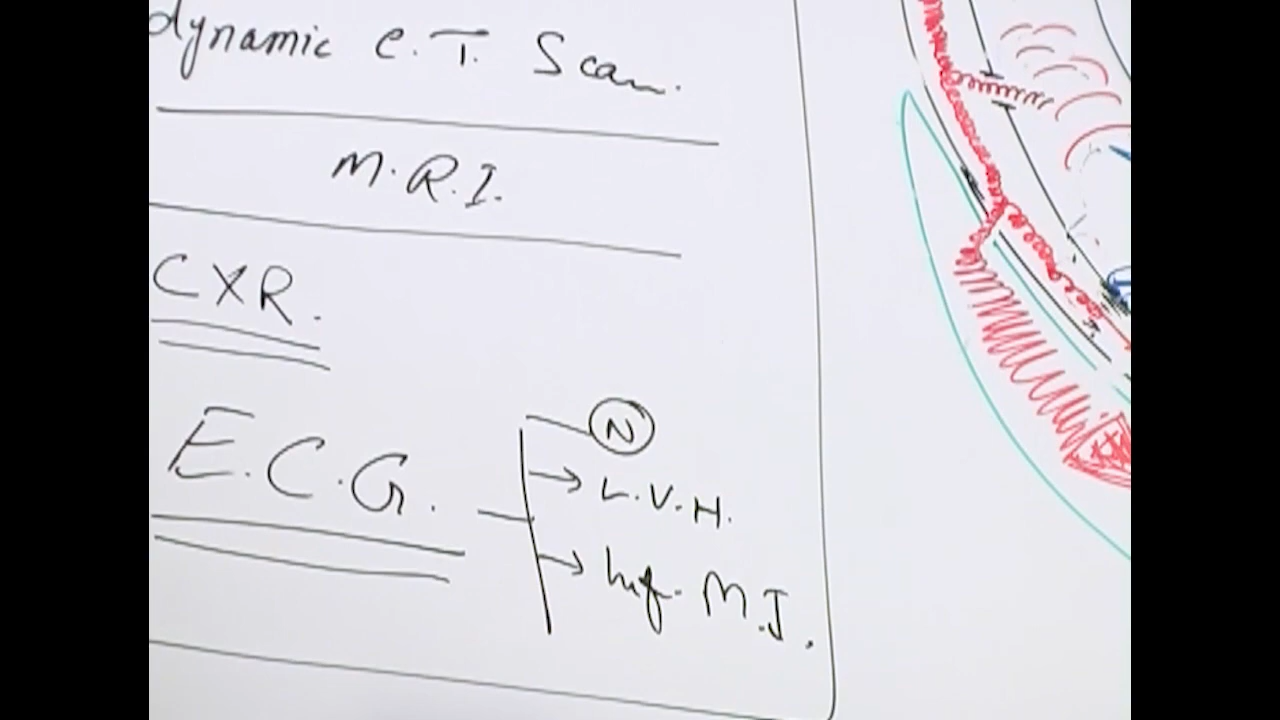 dynamic C.T. Scan.
M.R.I.
CXR.
E.C.G.
N
L.V.H.
Inf. M.I.